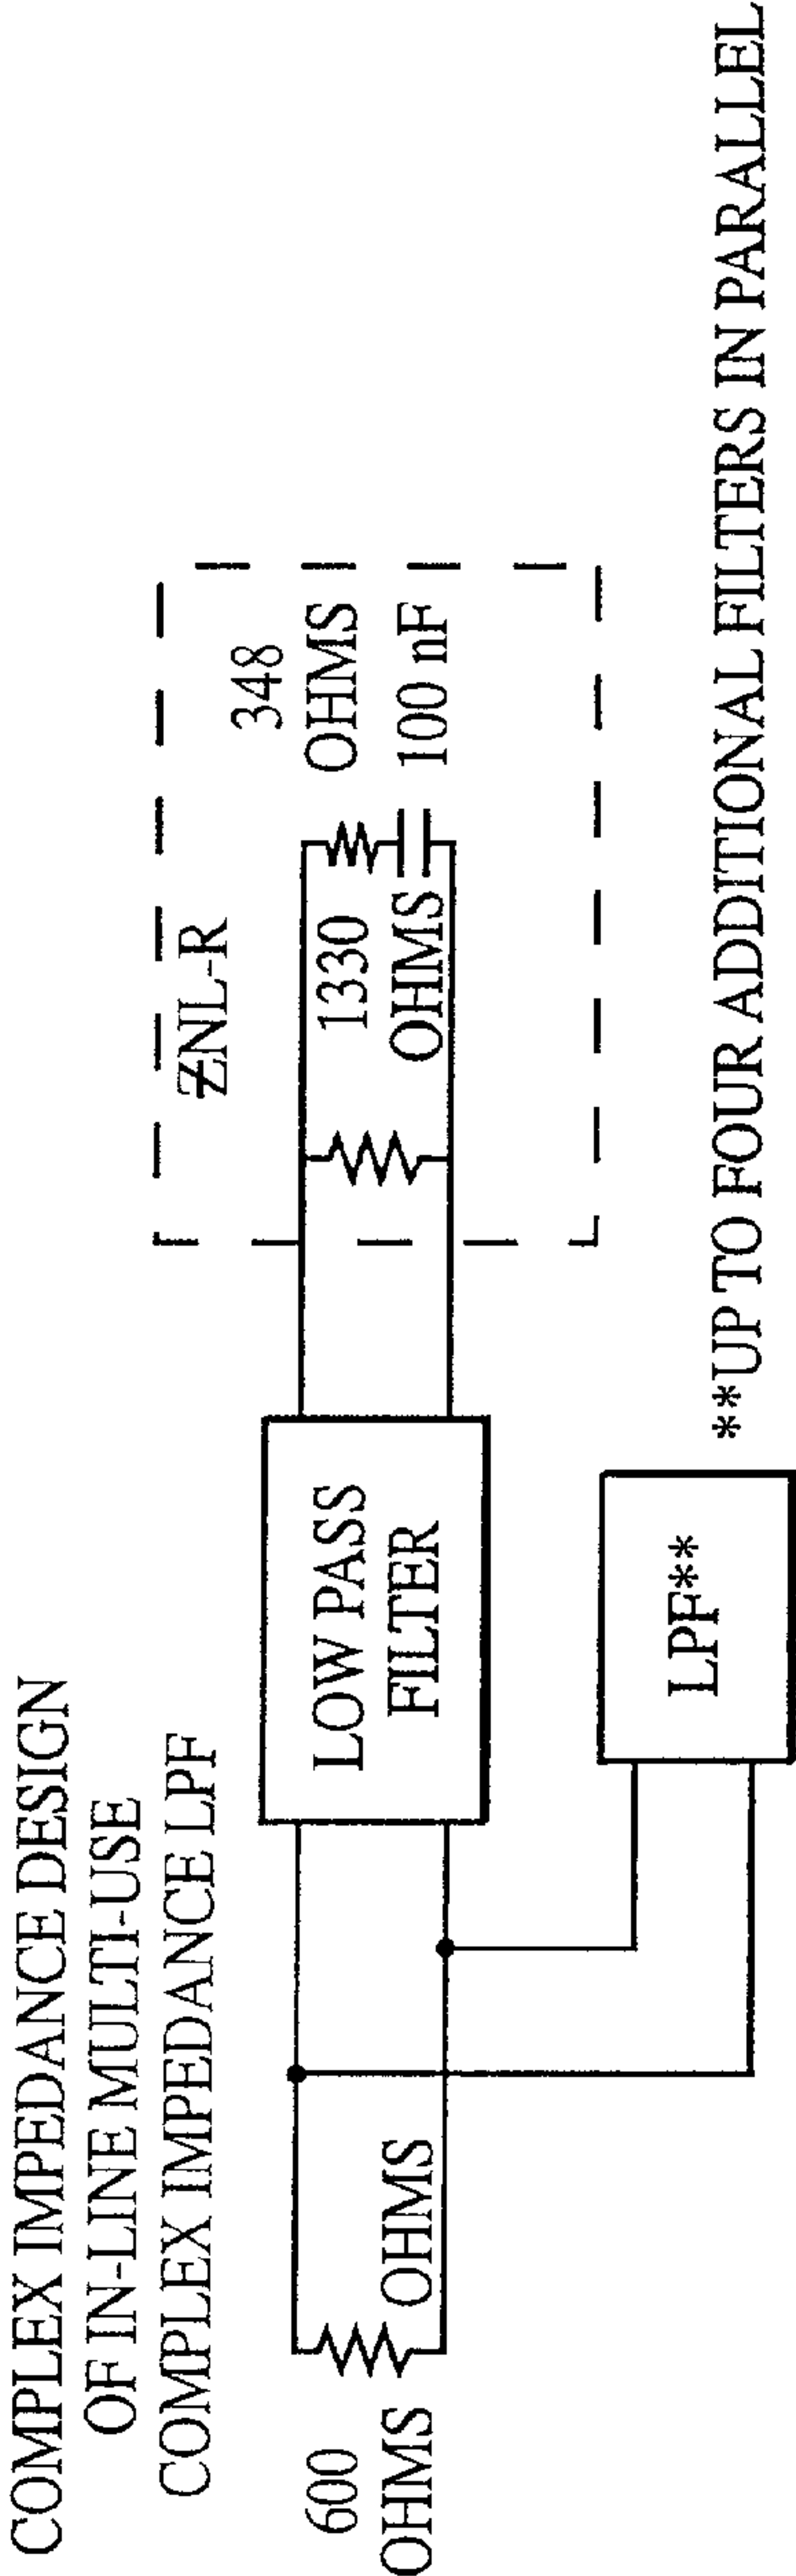 COMPLEX IMPEDANCE DESIGN
OF IN-LINE MULTI-USE
COMPLEX IMPEDANCE LPF
600
OHMS
OHMS
LOW PASS
FILTER
ZNL-R
1330
OHMS
348
OHMS
100 nF
LPF**
**UP TO FOUR ADDITIONAL FILTERS IN PARALLEL